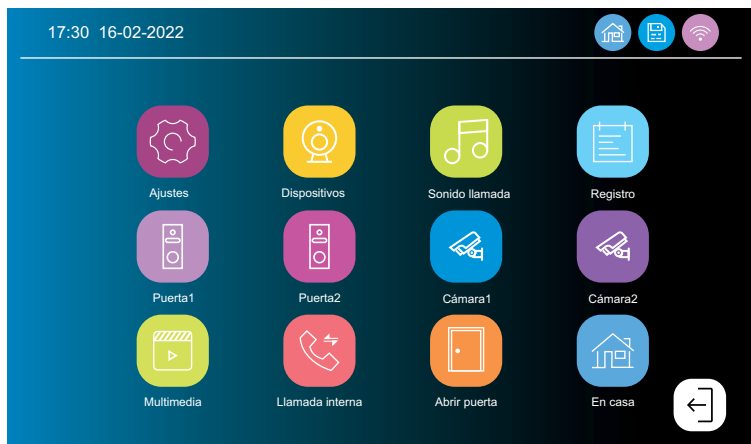 17:30 16-02-2022
Ajustes Dispositivos Sonido llamada Registro
Puerta1 Puerta2 Cámara1 Cámara2
Multimedia Llamada interna Abrir puerta En casa